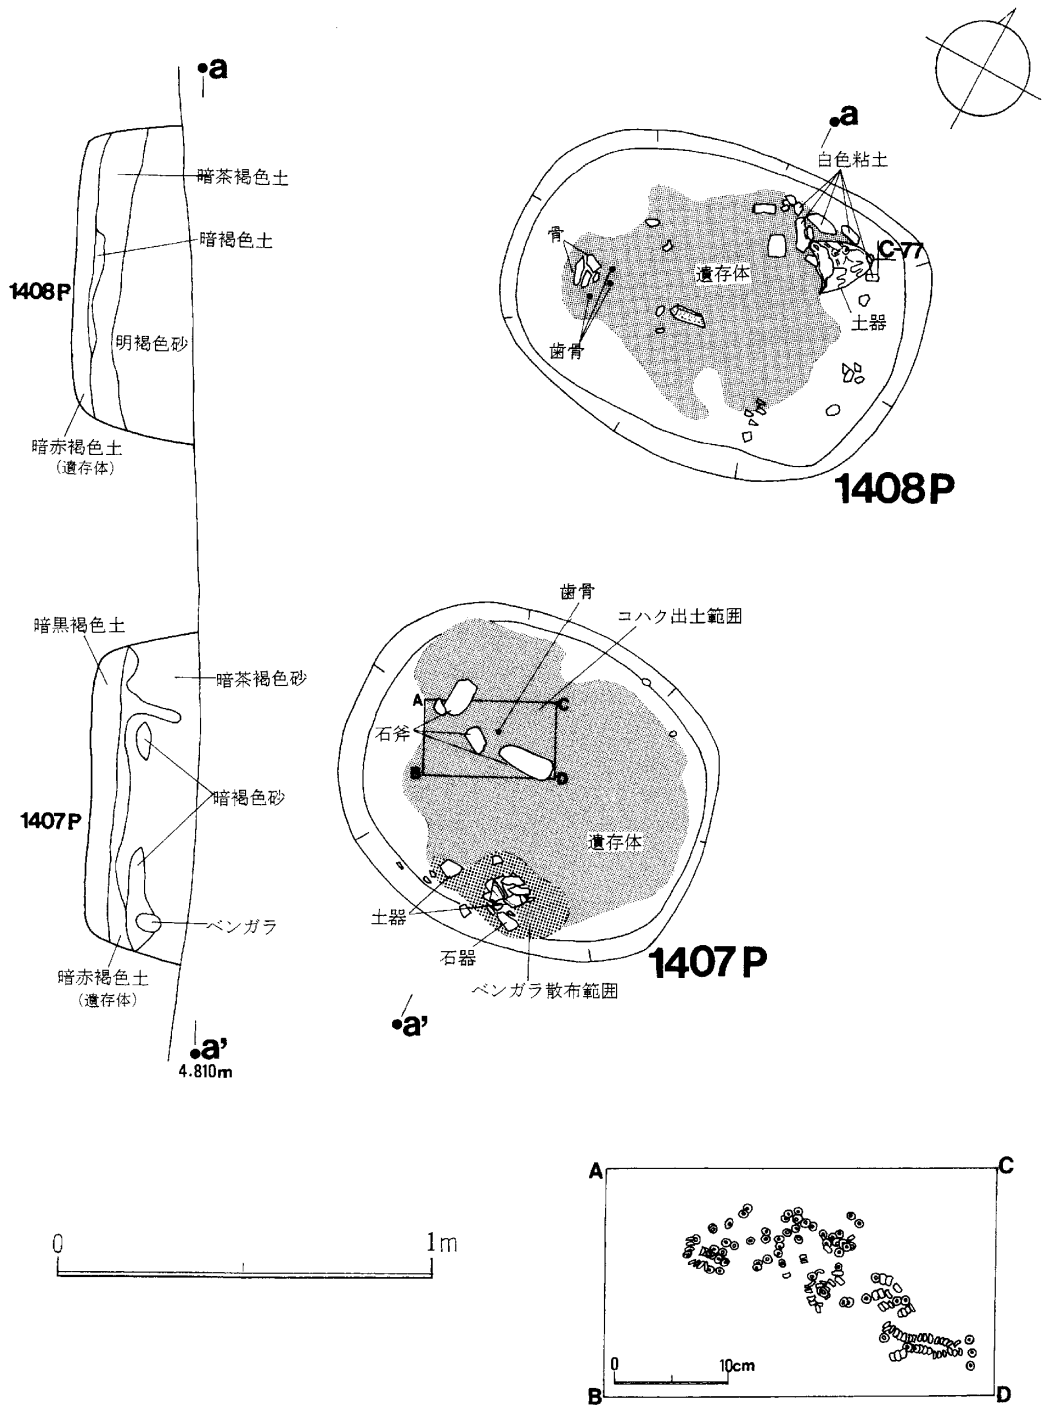 a
暗茶褐色土
暗褐色土
1408P
明褐色砂
暗赤褐色土
(遺存体)
a
白色粘土
骨
C-77
遺存体
土器
歯骨
1408P
暗黒褐色土
暗茶褐色砂
暗褐色砂
1407P
ベンガラ
暗赤褐色土
(遺存体)
a'
4.810m
歯骨
コハク出土範囲
A
C
石斧
B
D
遺存体
土器
石器
1407P
ベンガラ散布範囲
a'
0 1m
A C
0 10cm
B D